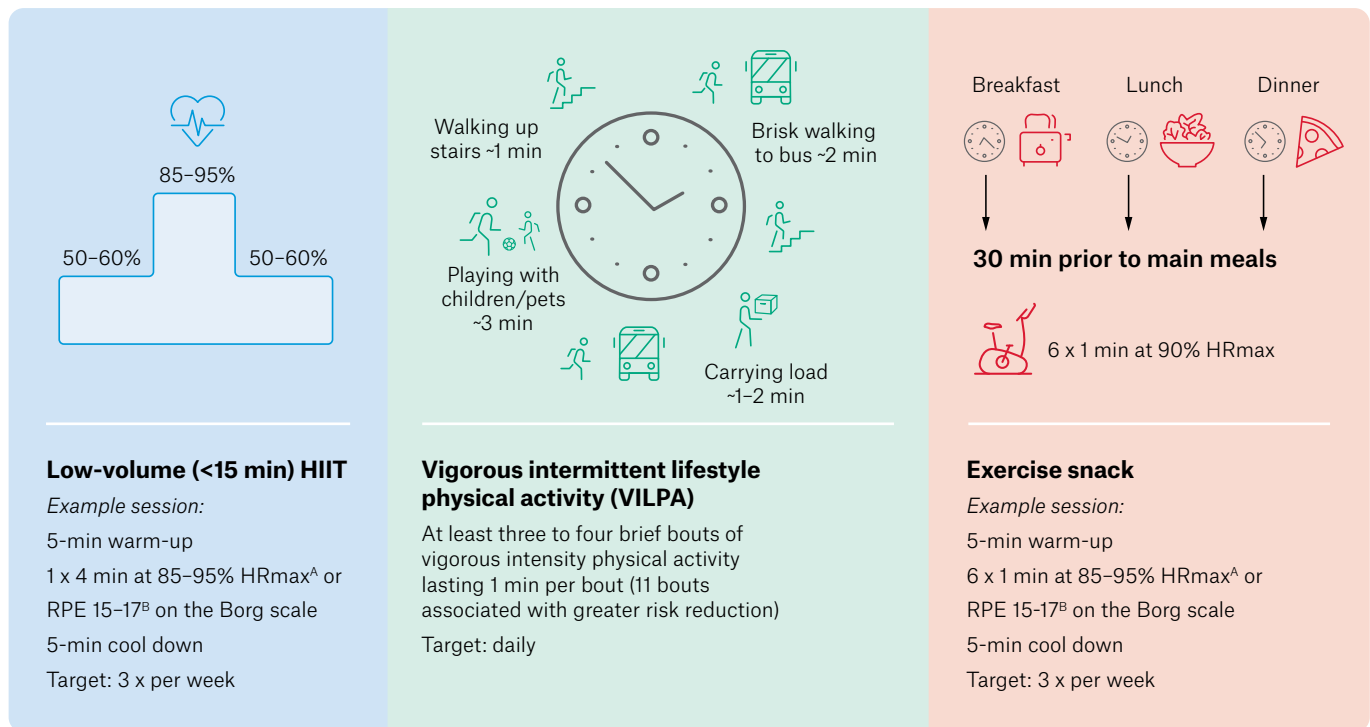 85–95%
50–60%
50–60%
Low-volume (<15 min) HIIT
Example session:
5-min warm-up
1 x 4 min at 85–95% HRmaxᴬ or
RPE 15–17ᴮ on the Borg scale
5-min cool down
Target: 3 x per week
Walking up
stairs ~1 min
Brisk walking
to bus ~2 min
Playing with
children/pets
~3 min
Carrying load
~1–2 min
Vigorous intermittent lifestyle
physical activity (VILPA)
At least three to four brief bouts of
vigorous intensity physical activity
lasting 1 min per bout (11 bouts
associated with greater risk reduction)
Target: daily
Breakfast
Lunch
Dinner
30 min prior to main meals
6 x 1 min at 90% HRmax
Exercise snack
Example session:
5-min warm-up
6 x 1 min at 85–95% HRmaxᴬ or
RPE 15-17ᴮ on the Borg scale
5-min cool down
Target: 3 x per week